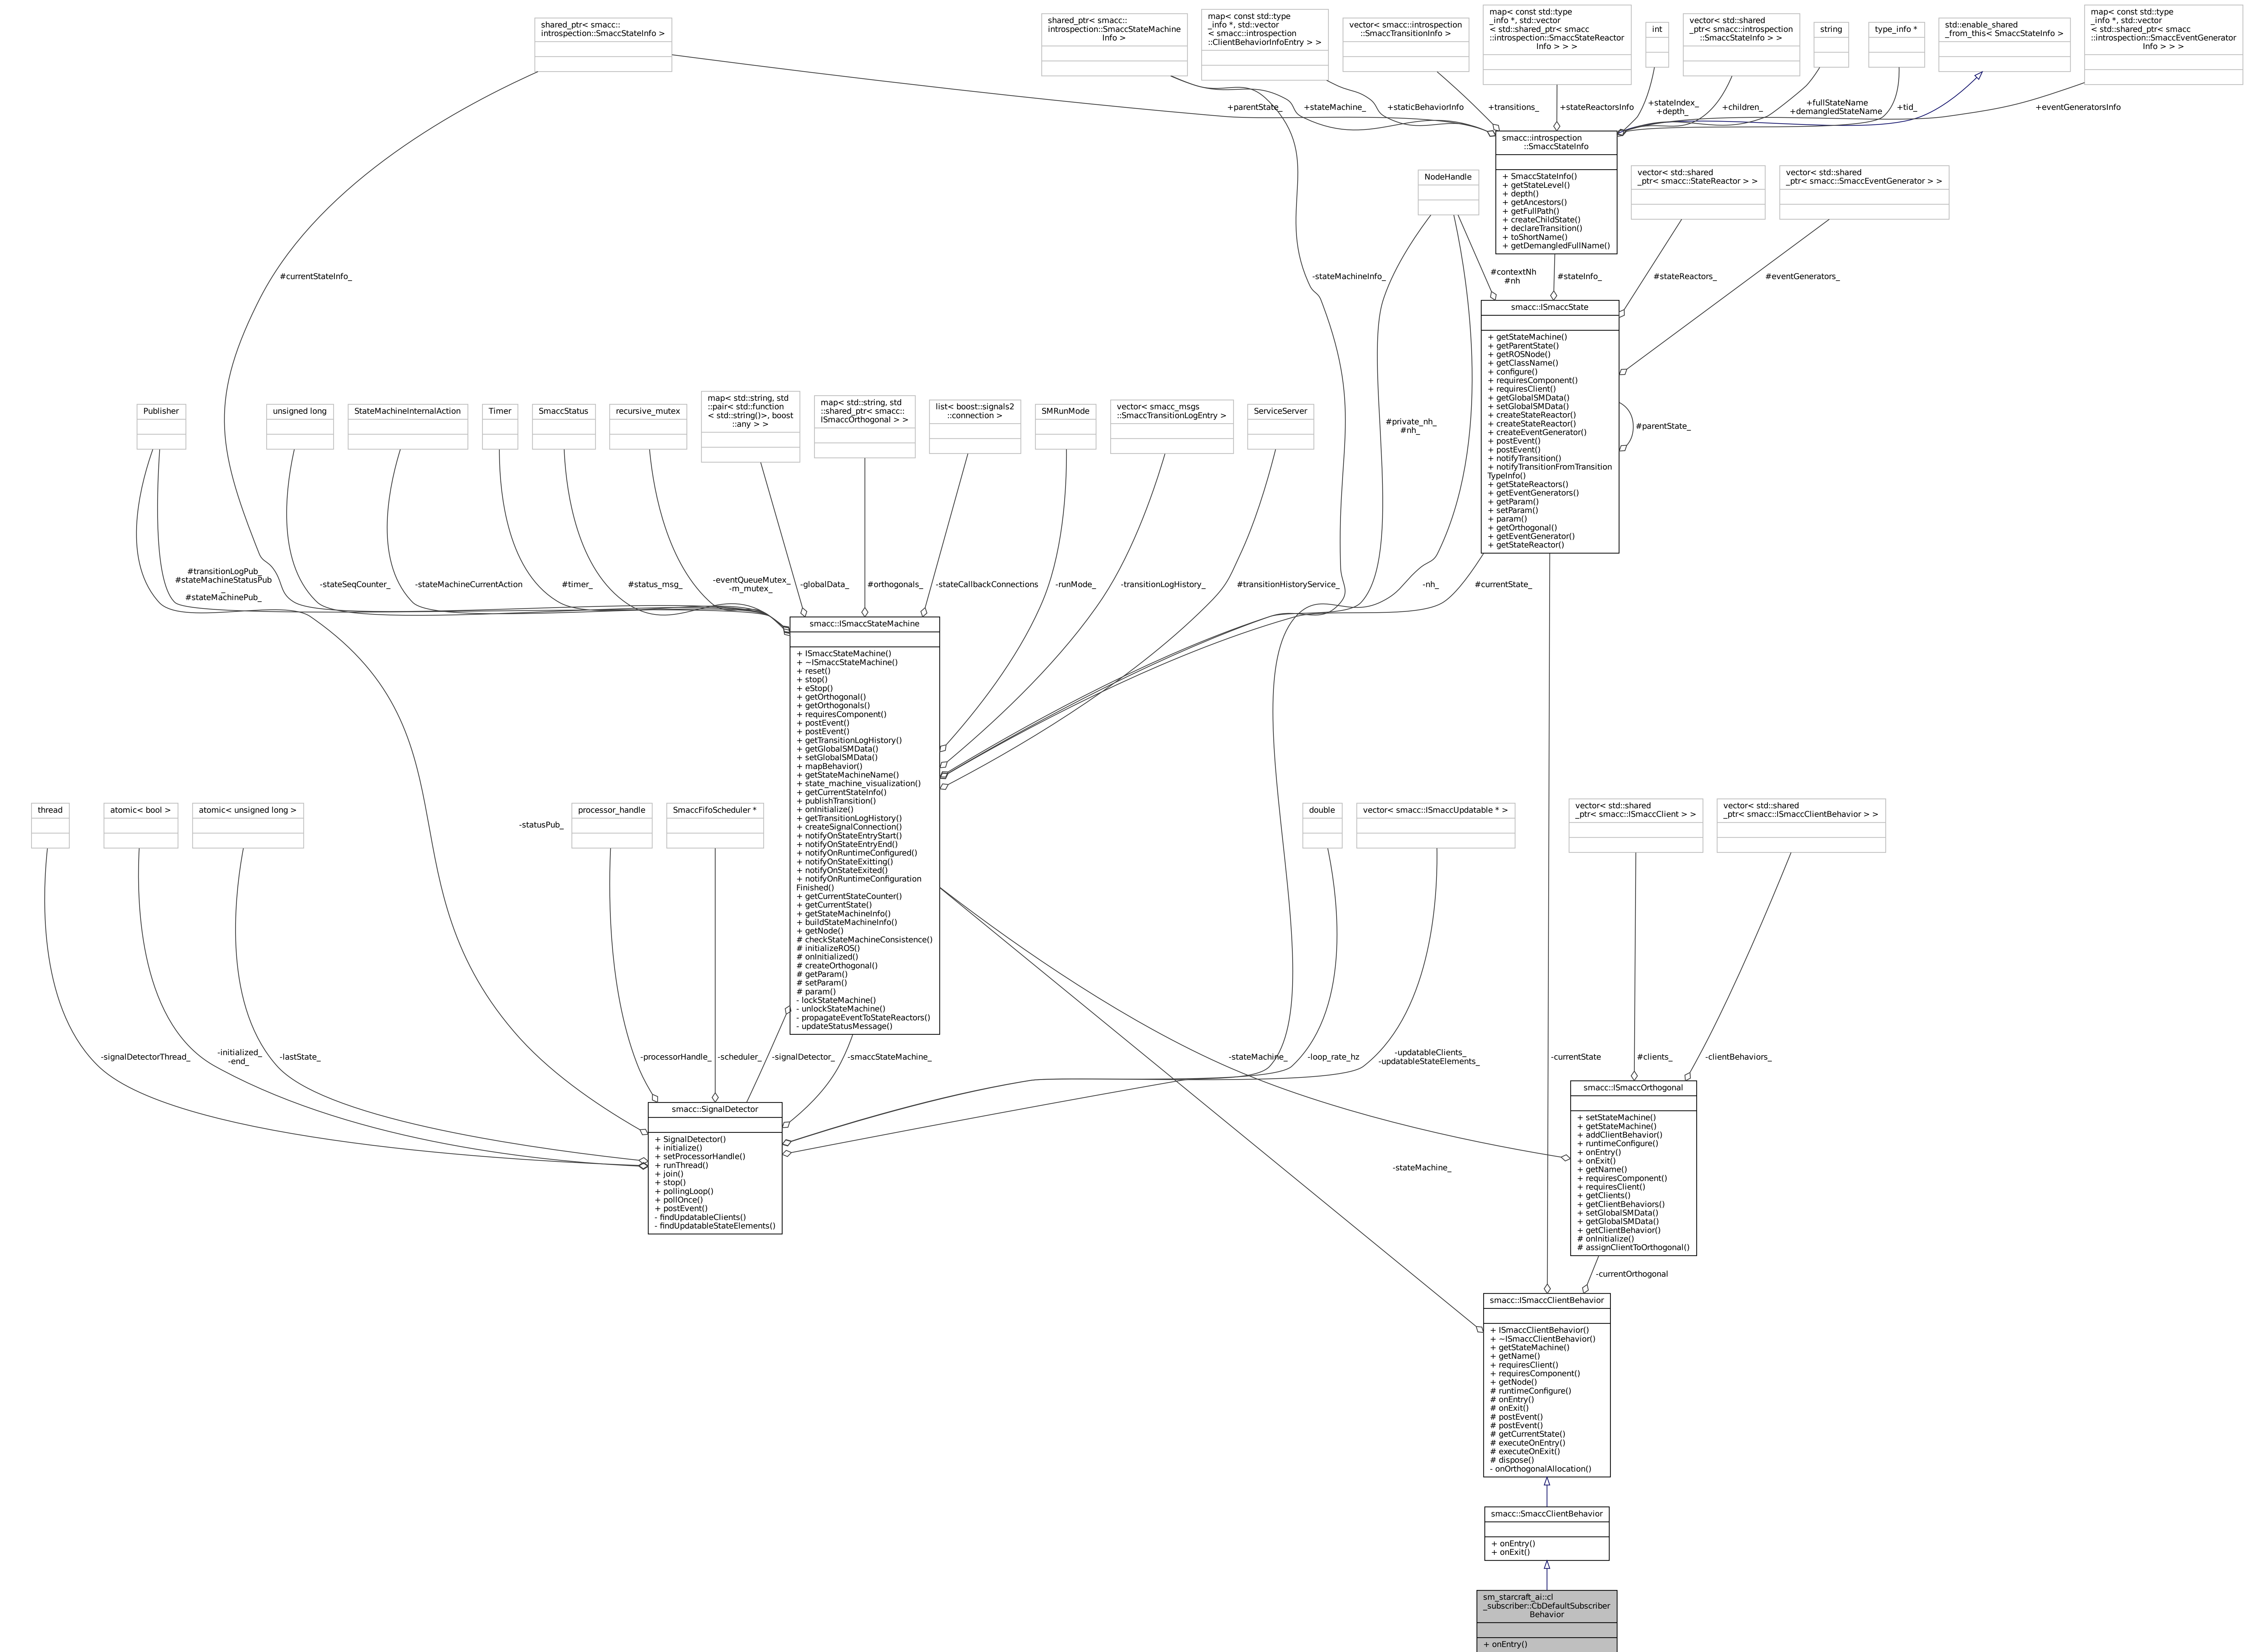 shared_ptr< smacc::
introspection::SmaccStateInfo >
shared_ptr< smacc::
introspection::SmaccStateMachine
Info >
map< const std::type
_info *, std::vector
< smacc::introspection
::ClientBehaviorInfoEntry > >
vector< smacc::introspection
::SmaccTransitionInfo >
map< const std::type
_info *, std::vector
< std::shared_ptr< smacc
::introspection::SmaccStateReactor
Info > > >
int
vector< std::shared
_ptr< smacc::introspection
::SmaccStateInfo > >
string
type_info *
std::enable_shared
_from_this< SmaccStateInfo >
map< const std::type
_info *, std::vector
< std::shared_ptr< smacc
::introspection::SmaccEventGenerator
Info > > >
+parentState_
+stateMachine_
+staticBehaviorInfo
+transitions_
+stateReactorsInfo
+stateIndex_
+depth_
+children_
+fullStateName
+demangledStateName
+tid_
+eventGeneratorsInfo
smacc::introspection
::SmaccStateInfo
+ SmaccStateInfo()
+ getStateLevel()
+ depth()
+ getAncestors()
+ getFullPath()
+ createChildState()
+ declareTransition()
+ toShortName()
+ getDemangledFullName()
NodeHandle
vector< std::shared
_ptr< smacc::StateReactor > >
vector< std::shared
_ptr< smacc::SmaccEventGenerator > >
#currentStateInfo_
-stateMachineInfo_
#contextNh
#nh
#stateInfo_
#stateReactors_
#eventGenerators_
smacc::ISmaccState
+ getStateMachine()
+ getParentState()
+ getROSNode()
+ getClassName()
+ configure()
+ requiresComponent()
+ requiresClient()
+ getGlobalSMData()
+ setGlobalSMData()
+ createStateReactor()
+ createStateReactor()
+ createEventGenerator()
+ postEvent()
+ postEvent()
+ notifyTransition()
+ notifyTransitionFromTransition
TypeInfo()
+ getStateReactors()
+ getEventGenerators()
+ getParam()
+ setParam()
+ param()
+ getOrthogonal()
+ getEventGenerator()
+ getStateReactor()
#parentState_
#private_nh_
#nh_
Publisher
unsigned long
StateMachineInternalAction
Timer
SmaccStatus
recursive_mutex
map< std::string, std
::pair< std::function
< std::string()>, boost
::any > >
map< std::string, std
::shared_ptr< smacc::
ISmaccOrthogonal > >
list< boost::signals2
::connection >
SMRunMode
vector< smacc_msgs
::SmaccTransitionLogEntry >
ServiceServer
#transitionLogPub_
#stateMachineStatusPub
_
#stateMachinePub_
-stateSeqCounter_
-stateMachineCurrentAction
#timer_
#status_msg_
-eventQueueMutex_
-m_mutex_
-globalData_
#orthogonals_
-stateCallbackConnections
-runMode_
-transitionLogHistory_
#transitionHistoryService_
-nh_
#currentState_
smacc::ISmaccStateMachine
+ ISmaccStateMachine()
+ ~ISmaccStateMachine()
+ reset()
+ stop()
+ eStop()
+ getOrthogonal()
+ getOrthogonals()
+ requiresComponent()
+ postEvent()
+ postEvent()
+ getTransitionLogHistory()
+ getGlobalSMData()
+ setGlobalSMData()
+ mapBehavior()
+ getStateMachineName()
+ state_machine_visualization()
+ getCurrentStateInfo()
+ publishTransition()
+ onInitialize()
+ getTransitionLogHistory()
+ createSignalConnection()
+ notifyOnStateEntryStart()
+ notifyOnStateEntryEnd()
+ notifyOnRuntimeConfigured()
+ notifyOnStateExitting()
+ notifyOnStateExited()
+ notifyOnRuntimeConfiguration
Finished()
+ getCurrentStateCounter()
+ getCurrentState()
+ getStateMachineInfo()
+ buildStateMachineInfo()
+ getNode()
# checkStateMachineConsistence()
# initializeROS()
# onInitialized()
# createOrthogonal()
# getParam()
# setParam()
# param()
- lockStateMachine()
- unlockStateMachine()
- propagateEventToStateReactors()
- updateStatusMessage()
thread
atomic< bool >
atomic< unsigned long >
-statusPub_
processor_handle
SmaccFifoScheduler *
double
vector< smacc::ISmaccUpdatable * >
vector< std::shared
_ptr< smacc::ISmaccClient > >
vector< std::shared
_ptr< smacc::ISmaccClientBehavior > >
-signalDetectorThread_
-initialized_
-end_
-lastState_
-processorHandle_
-scheduler_
-signalDetector_
-smaccStateMachine_
-stateMachine_
-loop_rate_hz
-updatableClients_
-updatableStateElements_
-currentState
#clients_
-clientBehaviors_
smacc::SignalDetector
+ SignalDetector()
+ initialize()
+ setProcessorHandle()
+ runThread()
+ join()
+ stop()
+ pollingLoop()
+ pollOnce()
+ postEvent()
- findUpdatableClients()
- findUpdatableStateElements()
smacc::ISmaccOrthogonal
+ setStateMachine()
+ getStateMachine()
+ addClientBehavior()
+ runtimeConfigure()
+ onEntry()
+ onExit()
+ getName()
+ requiresComponent()
+ requiresClient()
+ getClients()
+ getClientBehaviors()
+ setGlobalSMData()
+ getGlobalSMData()
+ getClientBehavior()
# onInitialize()
# assignClientToOrthogonal()
-stateMachine_
-currentOrthogonal
smacc::ISmaccClientBehavior
+ ISmaccClientBehavior()
+ ~ISmaccClientBehavior()
+ getStateMachine()
+ getName()
+ requiresClient()
+ requiresComponent()
+ getNode()
# runtimeConfigure()
# onEntry()
# onExit()
# postEvent()
# postEvent()
# getCurrentState()
# executeOnEntry()
# executeOnExit()
# dispose()
- onOrthogonalAllocation()
smacc::SmaccClientBehavior
+ onEntry()
+ onExit()
sm_starcraft_ai::cl
_subscriber::CbDefaultSubscriber
Behavior
+ onEntry()